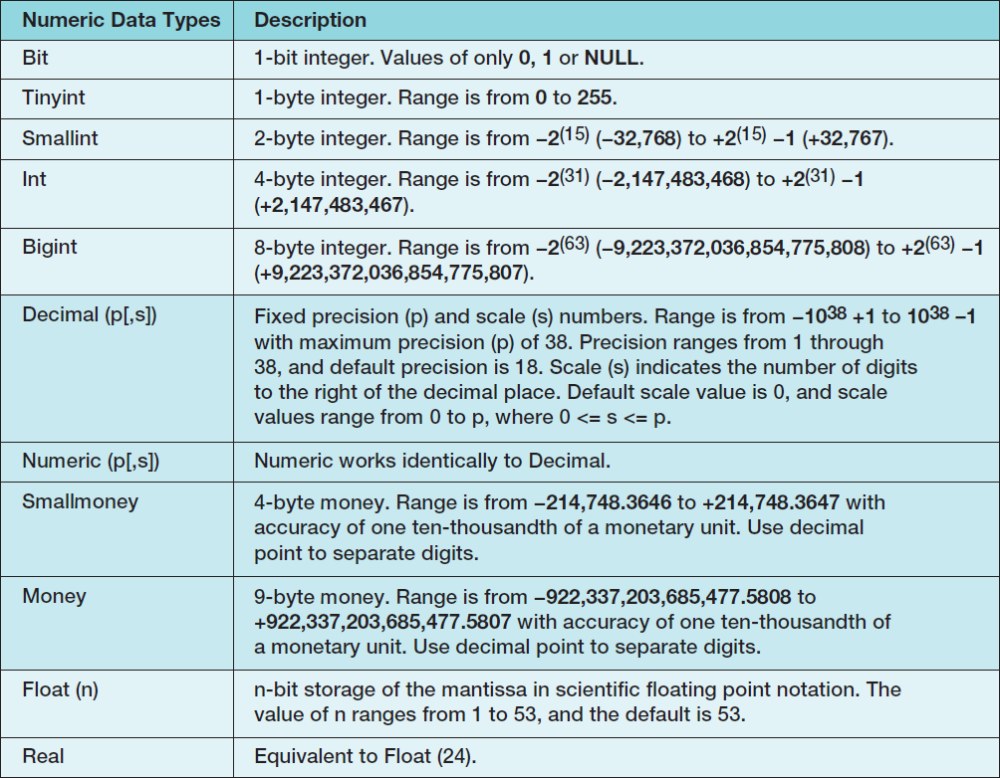 Numeric Data Types Description
Bit 1-bit integer. Values of only 0, 1 or NULL.
Tinyint 1-byte integer. Range is from 0 to 255.
Smallint 2-byte integer. Range is from −2(15) (−32,768) to +2(15) −1 (+32,767).
Int 4-byte integer. Range is from −2(31) (−2,147,483,468) to +2(31) −1
(+2,147,483,467).
Bigint 8-byte integer. Range is from −2(63) (−9,223,372,036,854,775,808) to +2(63) −1
(+9,223,372,036,854,775,807).
Decimal (p[,s]) Fixed precision (p) and scale (s) numbers. Range is from −1038 +1 to 1038 −1
with maximum precision (p) of 38. Precision ranges from 1 through
38, and default precision is 18. Scale (s) indicates the number of digits
to the right of the decimal place. Default scale value is 0, and scale
values range from 0 to p, where 0 <= s <= p.
Numeric (p[,s]) Numeric works identically to Decimal.
Smallmoney 4-byte money. Range is from −214,748.3646 to +214,748.3647 with
accuracy of one ten-thousandth of a monetary unit. Use decimal
point to separate digits.
Money 9-byte money. Range is from −922,337,203,685,477.5808 to
+922,337,203,685,477.5807 with accuracy of one ten-thousandth of
a monetary unit. Use decimal point to separate digits.
Float (n) n-bit storage of the mantissa in scientific floating point notation. The
value of n ranges from 1 to 53, and the default is 53.
Real Equivalent to Float (24).